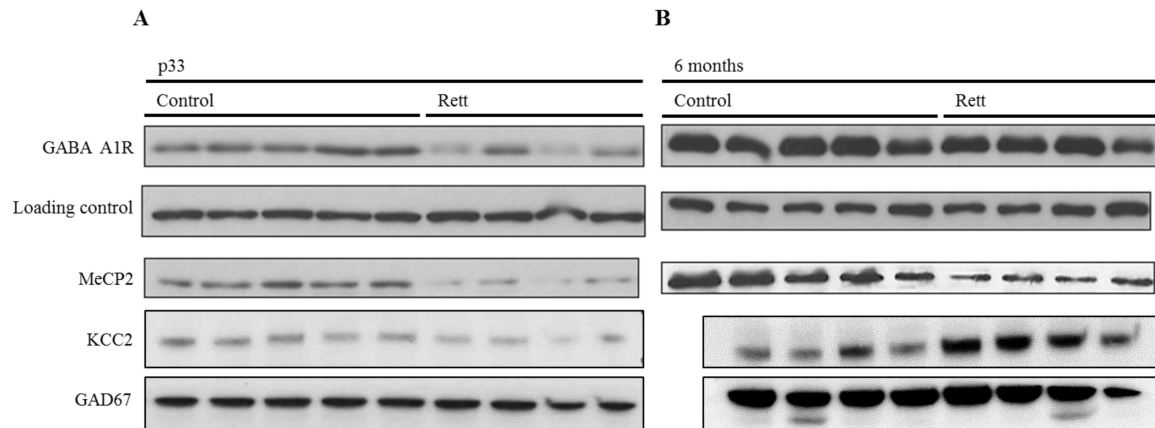 A
B
p33
6 months
Control
Rett
Control
Rett
GABA A1R
Loading control
MeCP2
KCC2
GAD67